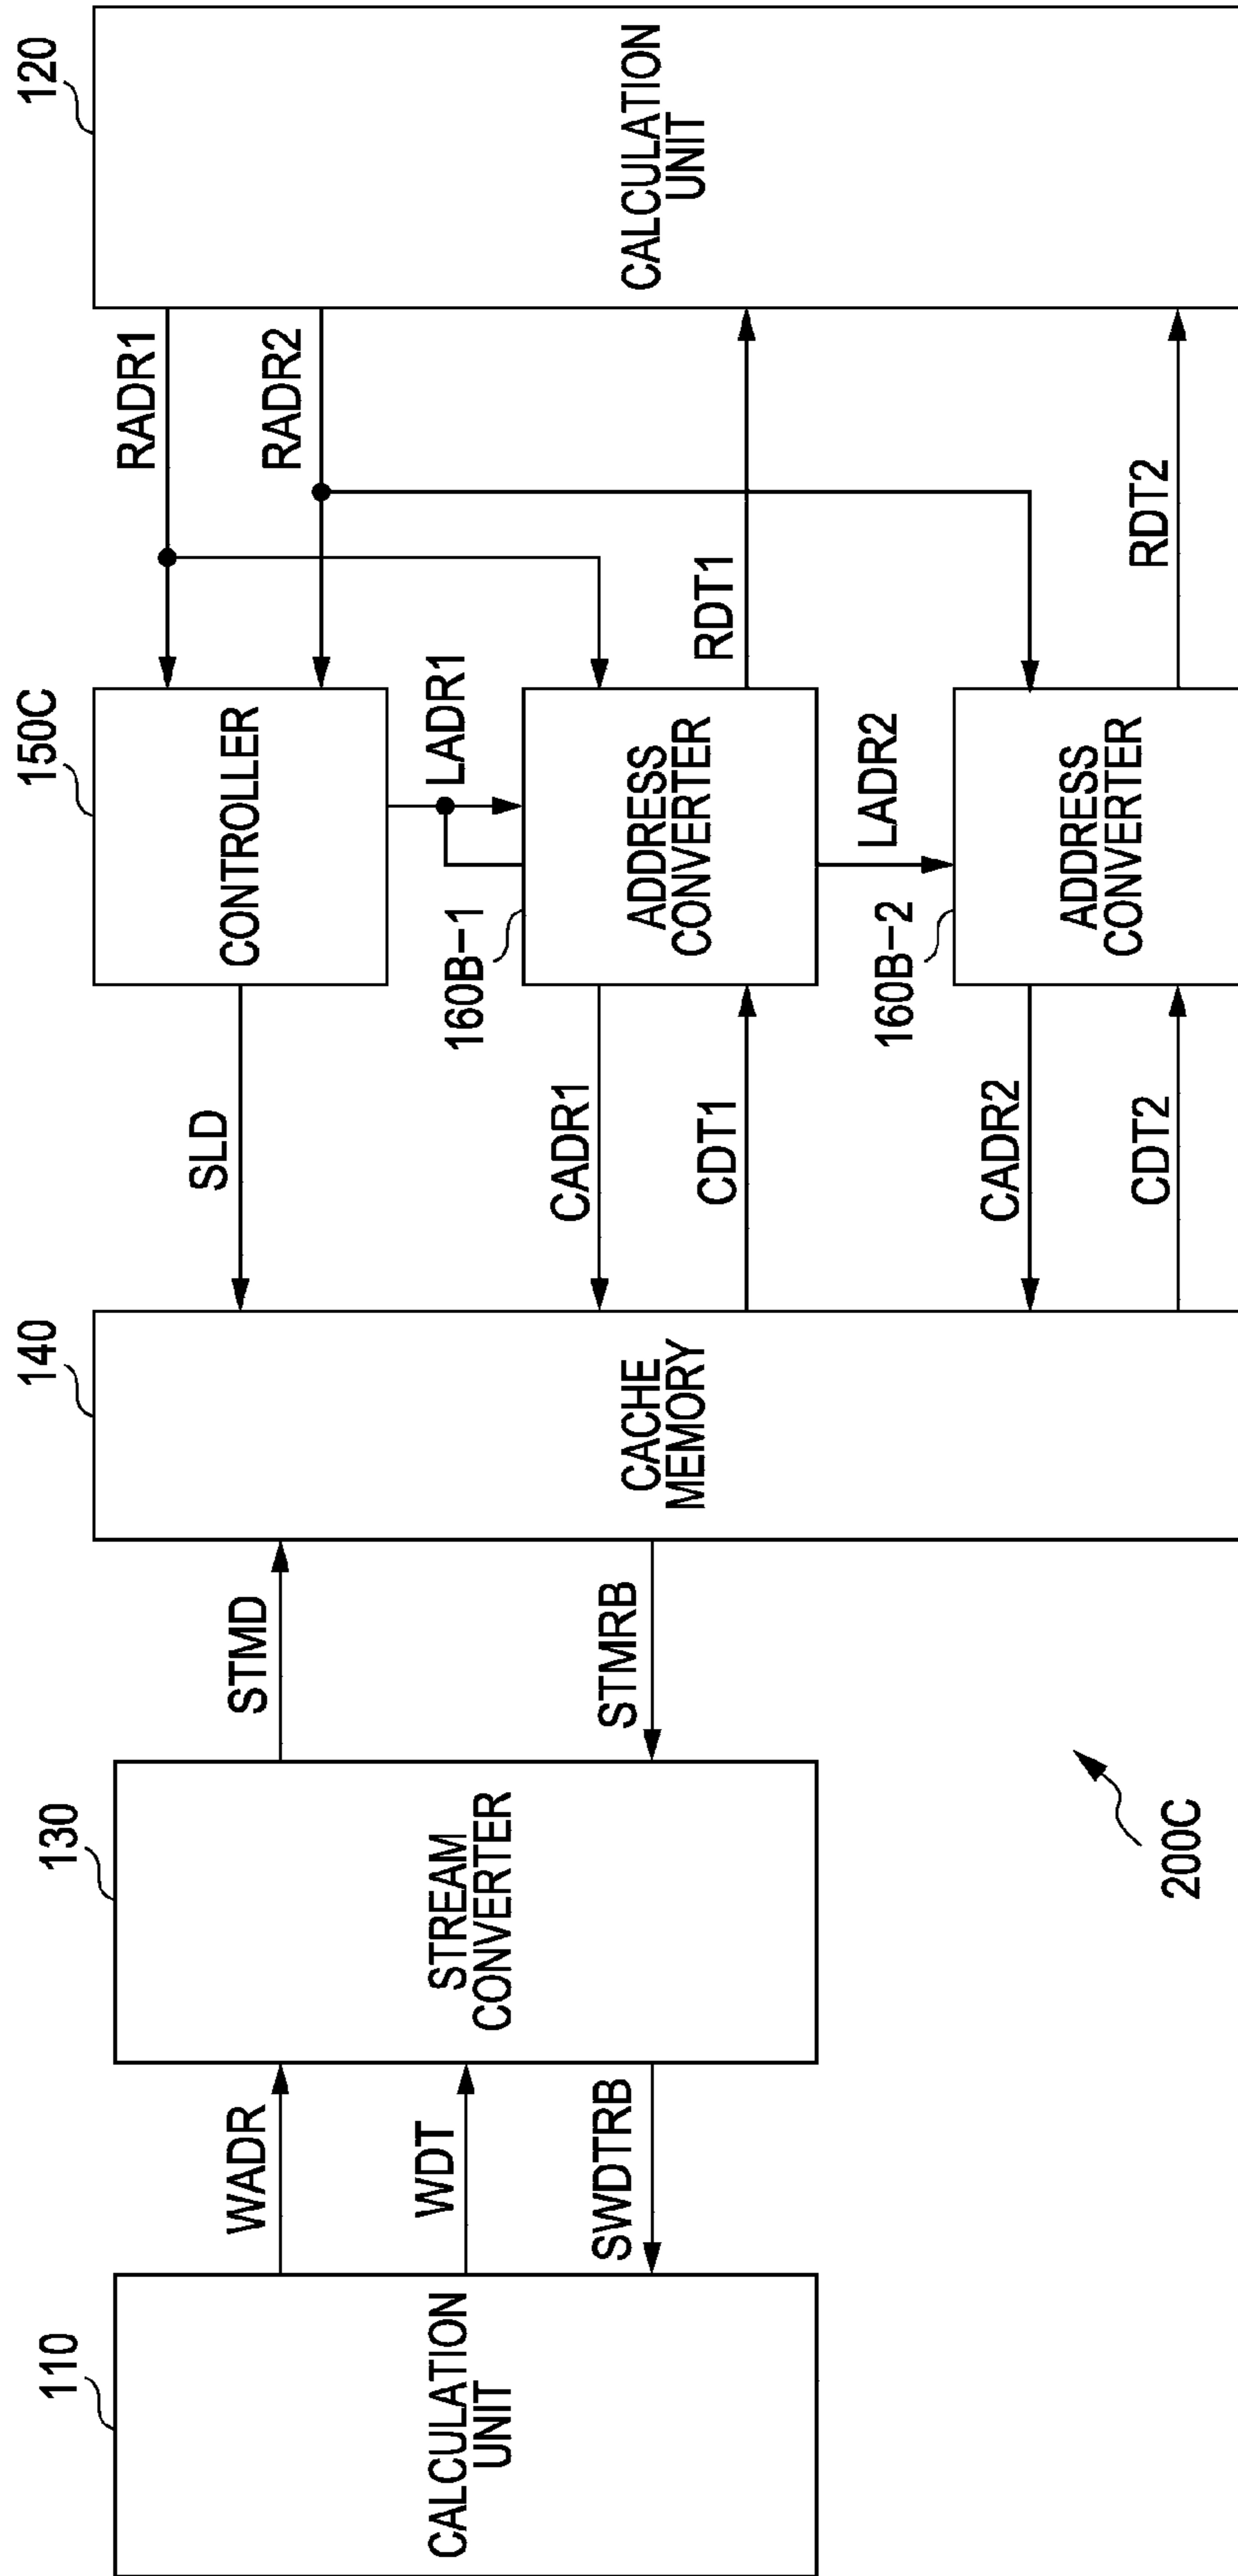 110
CALCULATION
UNIT
WADR
WDT
SWDTRB
130
STREAM
CONVERTER
STMD
STMRB
140
CACHE
MEMORY
SLD
CADR1
CDT1
CADR2
CDT2
150C
CONTROLLER
LADR1
160B-1
ADDRESS
CONVERTER
LADR2
160B-2
ADDRESS
CONVERTER
RADR1
RADR2
RDT1
RDT2
120
CALCULATION
UNIT
200C